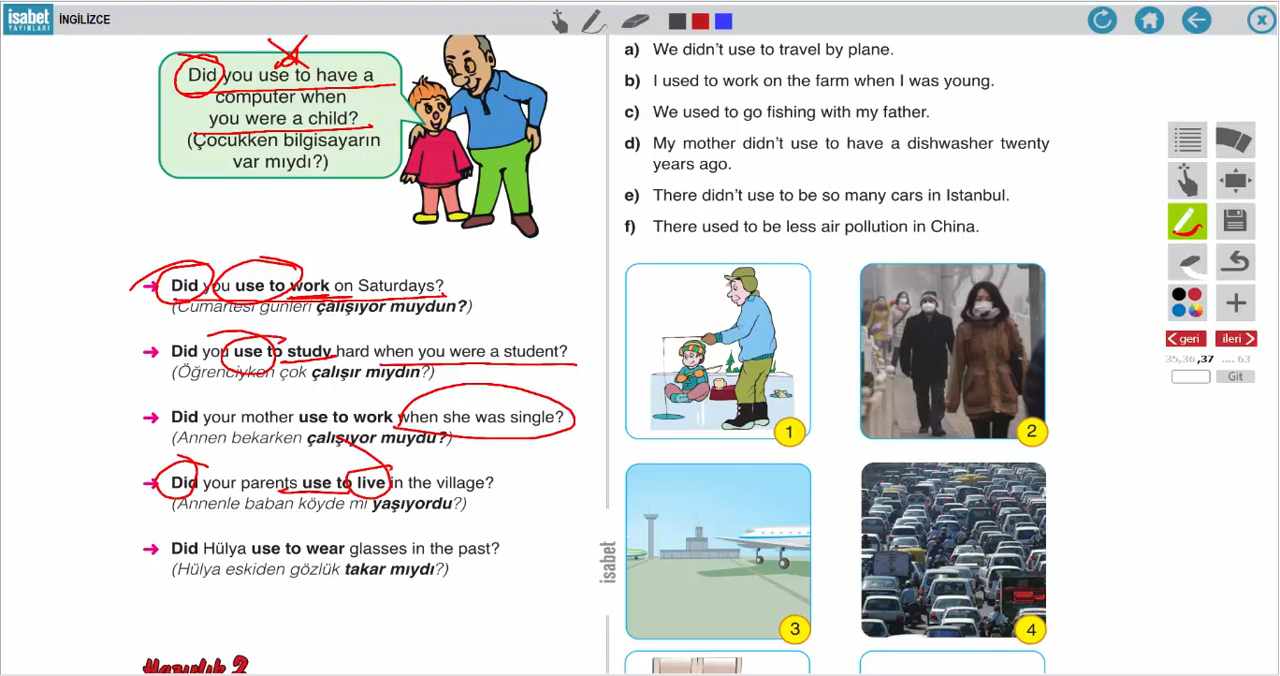 isabet
YAYINLARI
İNGİLİZCE
Did you use to have a
computer when
you were a child?
(Çocukken bilgisayarın
var mıydı?)
Did you use to work on Saturdays?
(Cumartesi günleri çalışıyor muydun?)
Did you use to study hard when you were a student?
(Öğrenciyken çok çalışır mıydın?)
Did your mother use to work when she was single?
(Annen bekarken çalışıyor muydu?)
Did your parents use to live in the village?
(Annenle baban köyde mi yaşıyordu?)
Did Hülya use to wear glasses in the past?
(Hülya eskiden gözlük takar mıydı?)
Hazırlık 2
isabet
a) We didn't use to travel by plane.
b) I used to work on the farm when I was young.
c) We used to go fishing with my father.
d) My mother didn't use to have a dishwasher twenty
years ago.
e) There didn't use to be so many cars in Istanbul.
f) There used to be less air pollution in China.
1
2
3
4
geri
ileri
35,36 ,37 .... 63
Git